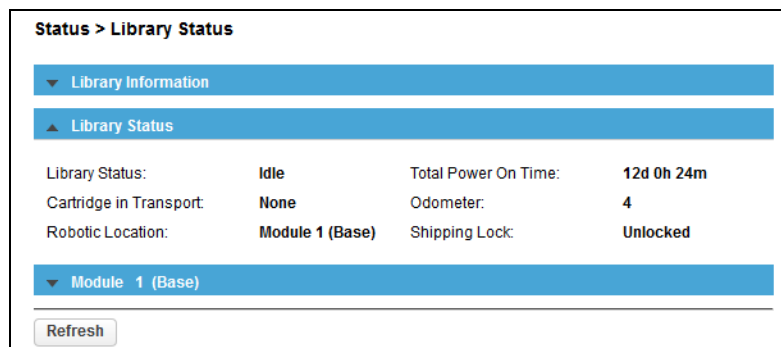 Status > Library Status
Library Information
Library Status
Library Status: Idle Total Power On Time: 12d 0h 24m
Cartridge in Transport: None Odometer: 4
Robotic Location: Module 1 (Base) Shipping Lock: Unlocked
Module 1 (Base)
Refresh